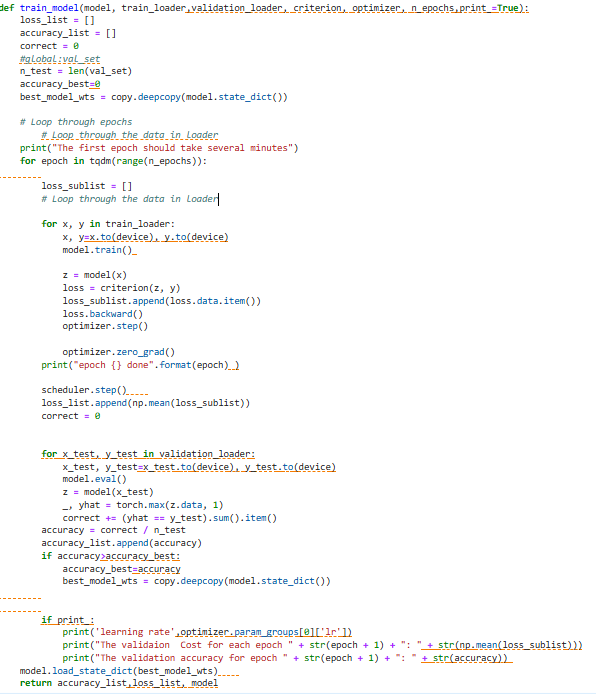 def train_model(model, train_loader,validation_loader, criterion, optimizer, n_epochs,print_=True):
    loss_list = []
    accuracy_list = []
    correct = 0
    #global:val_set
    n_test = len(val_set)
    accuracy_best=0
    best_model_wts = copy.deepcopy(model.state_dict())
    # Loop through epochs
        # Loop through the data in loader
    print("The first epoch should take several minutes")
    for epoch in tqdm(range(n_epochs)):
        loss_sublist = []
        # Loop through the data in loader
        for x, y in train_loader:
            x, y=x.to(device), y.to(device)
            model.train()
            z = model(x)
            loss = criterion(z, y)
            loss_sublist.append(loss.data.item())
            loss.backward()
            optimizer.step()
            optimizer.zero_grad()
        print("epoch {} done".format(epoch) )
        scheduler.step()
        loss_list.append(np.mean(loss_sublist))
        correct = 0
        for x_test, y_test in validation_loader:
            x_test, y_test=x_test.to(device), y_test.to(device)
            model.eval()
            z = model(x_test)
            _, yhat = torch.max(z.data, 1)
            correct += (yhat == y_test).sum().item()
        accuracy = correct / n_test
        accuracy_list.append(accuracy)
        if accuracy>accuracy_best:
            accuracy_best=accuracy
            best_model_wts = copy.deepcopy(model.state_dict())
        if print_:
            print('learning rate',optimizer.param_groups[0]['lr'])
            print("The validaion  Cost for each epoch " + str(epoch + 1) + ": " + str(np.mean(loss_sublist)))
            print("The validation accuracy for epoch " + str(epoch + 1) + ": " + str(accuracy))
    model.load_state_dict(best_model_wts)
    return accuracy_list,loss_list, model